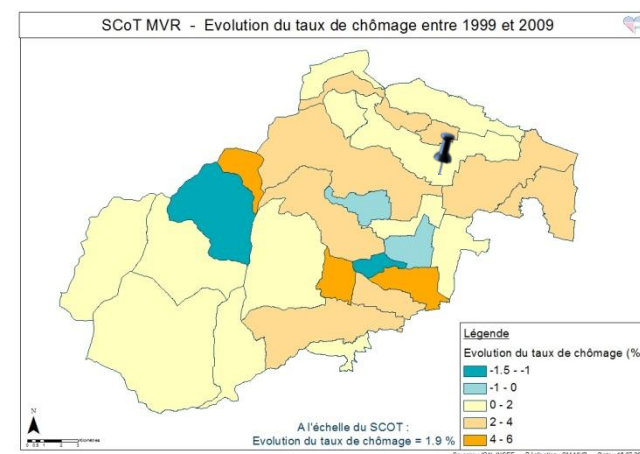 SCoT MVR - Evolution du taux de chômage entre 1999 et 2009
Légende
Evolution du taux de chômage (%
-1.5 - -1
-1 - 0
0 - 2
2 - 4
4 - 6
N
A l'échelle du SCOT :
Evolution du taux de chômage = 1.9 %